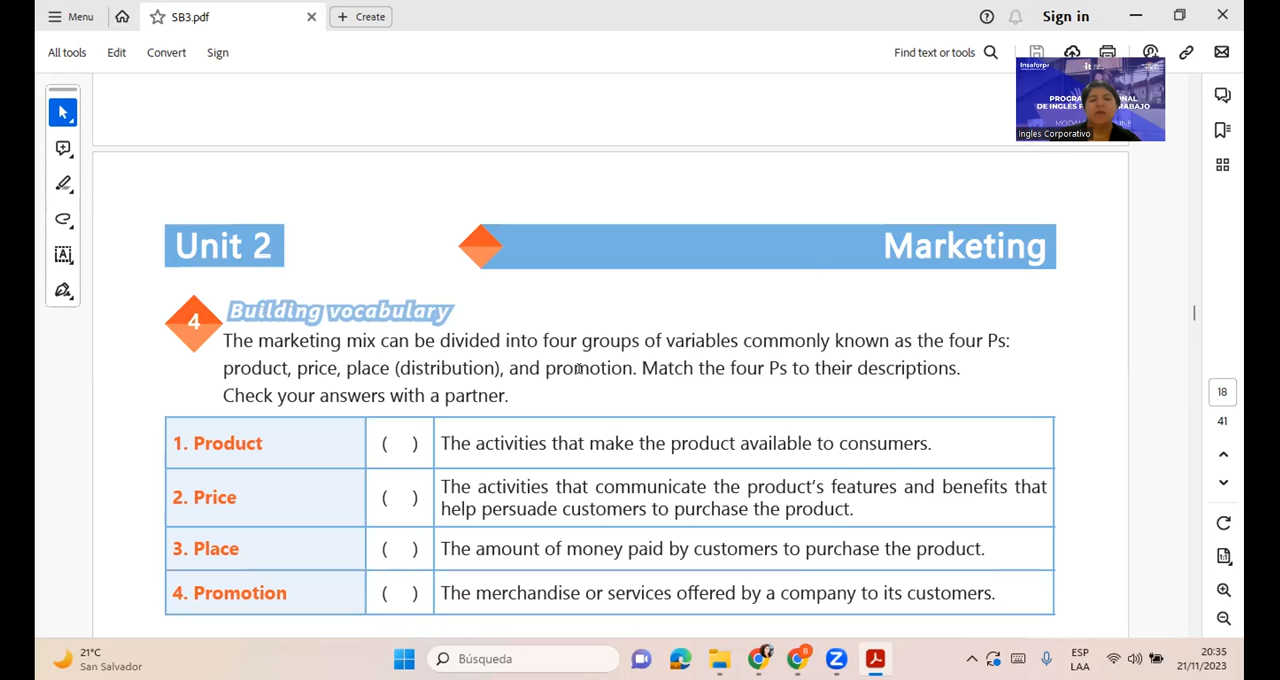 Menu
SB3.pdf
Create
Sign in
All tools
Edit
Convert
Sign
Find text or tools
Insaforp
Ingles Corporativo
Unit 2
Marketing
4
Building vocabulary
The marketing mix can be divided into four groups of variables commonly known as the four Ps:
product, price, place (distribution), and promotion. Match the four Ps to their descriptions.
Check your answers with a partner.
1. Product ( ) The activities that make the product available to consumers.
2. Price ( ) The activities that communicate the product's features and benefits that
help persuade customers to purchase the product.
3. Place ( ) The amount of money paid by customers to purchase the product.
4. Promotion ( ) The merchandise or services offered by a company to its customers.
18
41
21°C
San Salvador
Búsqueda
ESP
LAA
20:35
21/11/2023